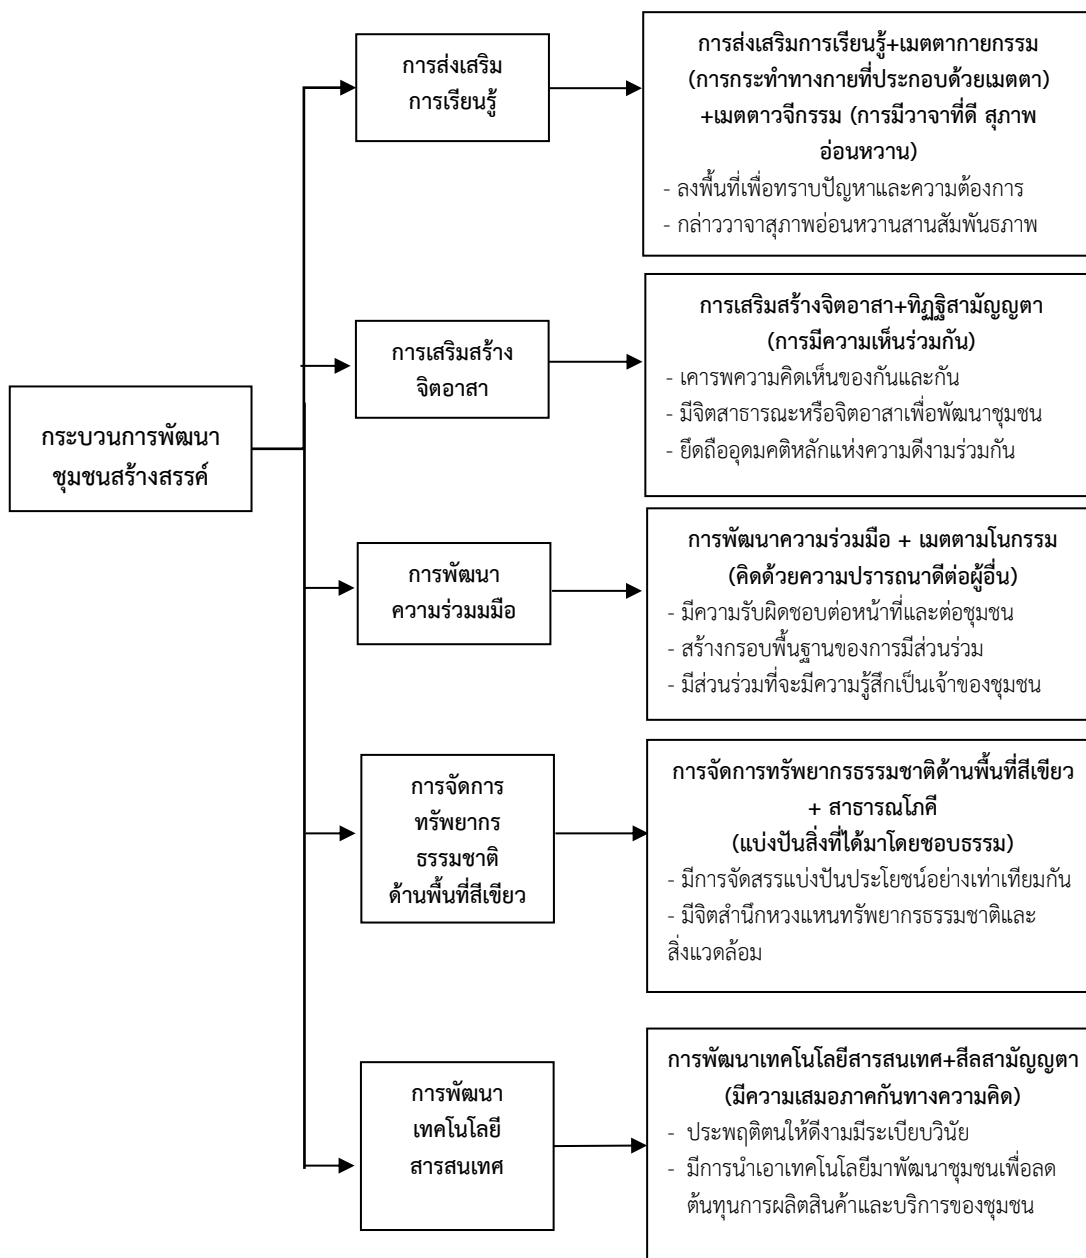 การส่งเสริม
การเรียนรู้
การส่งเสริมการเรียนรู้+เมตตากายกรรม
(การกระทำทางกายที่ประกอบด้วยเมตตา)
+เมตตาวจีกรรม (การมีวาจาที่ดี สุภาพ
อ่อนหวาน)
- ลงพื้นที่เพื่อทราบปัญหาและความต้องการ
- กล่าววาจาสุภาพอ่อนหวานสานสัมพันธภาพ
การเสริมสร้าง
จิตอาสา
การเสริมสร้างจิตอาสา+ทิฏฐิสามัญญตา
(การมีความเห็นร่วมกัน)
- เคารพความคิดเห็นของกันและกัน
- มีจิตสาธารณะหรือจิตอาสาเพื่อพัฒนาชุมชน
- ยึดถืออุดมคติหลักแห่งความดีงามร่วมกัน
กระบวนการพัฒนา
ชุมชนสร้างสรรค์
การพัฒนา
ความร่วมมมือ
การพัฒนาความร่วมมือ + เมตตามโนกรรม
(คิดด้วยความปรารถนาดีต่อผู้อื่น)
- มีความรับผิดชอบต่อหน้าที่และต่อชุมชน
- สร้างกรอบพื้นฐานของการมีส่วนร่วม
- มีส่วนร่วมที่จะมีความรู้สึกเป็นเจ้าของชุมชน
การจัดการ
ทรัพยากร
ธรรมชาติ
ด้านพื้นที่สีเขียว
การจัดการทรัพยากรธรรมชาติด้านพื้นที่สีเขียว
+ สาธารณโภคี
(แบ่งปันสิ่งที่ได้มาโดยชอบธรรม)
- มีการจัดสรรแบ่งปันประโยชน์อย่างเท่าเทียมกัน
- มีจิตสำนึกหวงแหนทรัพยากรธรรมชาติและ
สิ่งแวดล้อม
การพัฒนา
เทคโนโลยี
สารสนเทศ
การพัฒนาเทคโนโลยีสารสนเทศ+สีลสามัญญตา
(มีความเสมอภาคกันทางความคิด)
- ประพฤติตนให้ดีงามมีระเบียบวินัย
- มีการนำเอาเทคโนโลยีมาพัฒนาชุมชนเพื่อลด
ต้นทุนการผลิตสินค้าและบริการของชุมชน